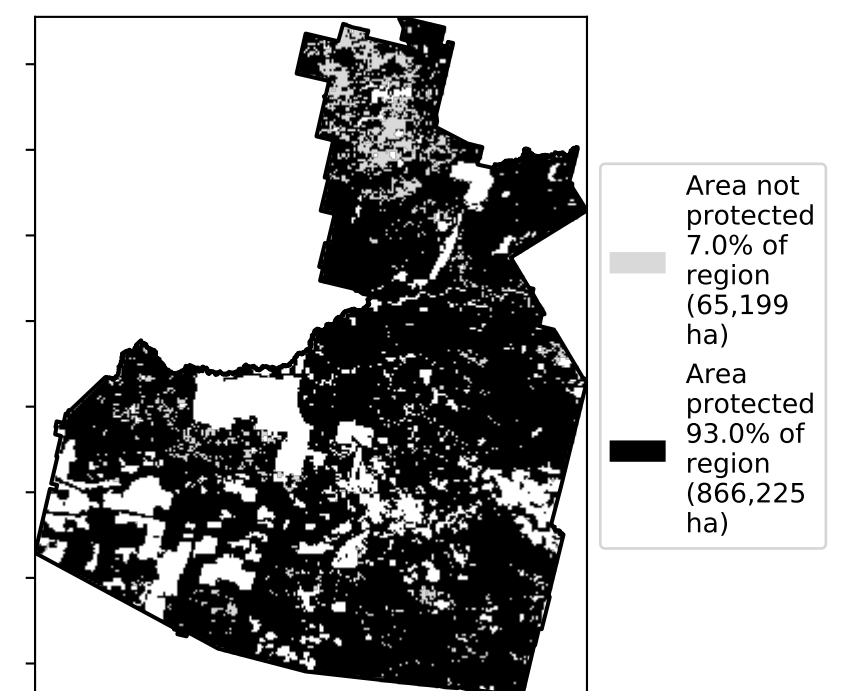 Area not
protected
7.0% of
region
(65,199
ha)
Area
protected
93.0% of
region
(866,225
ha)